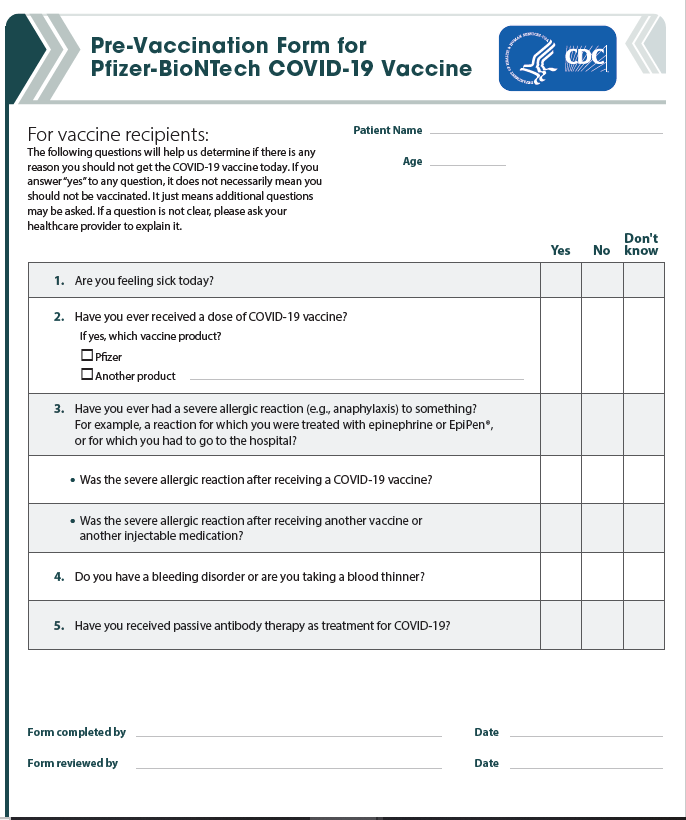 Pre-Vaccination Form for
Pfizer-BioNTech COVID-19 Vaccine
DEPARTMENT OF HEALTH & HUMAN SERVICES USA
CDC
For vaccine recipients:
The following questions will help us determine if there is any
reason you should not get the COVID-19 vaccine today. If you
answer “yes” to any question, it does not necessarily mean you
should not be vaccinated. It just means additional questions
may be asked. If a question is not clear, please ask your
healthcare provider to explain it.
Patient Name
Age
Yes No Don't know
1. Are you feeling sick today?
2. Have you ever received a dose of COVID-19 vaccine?
If yes, which vaccine product?
Pfizer
Another product
3. Have you ever had a severe allergic reaction (e.g., anaphylaxis) to something?
For example, a reaction for which you were treated with epinephrine or EpiPen®,
or for which you had to go to the hospital?
• Was the severe allergic reaction after receiving a COVID-19 vaccine?
• Was the severe allergic reaction after receiving another vaccine or
another injectable medication?
4. Do you have a bleeding disorder or are you taking a blood thinner?
5. Have you received passive antibody therapy as treatment for COVID-19?
Form completed by Date
Form reviewed by Date